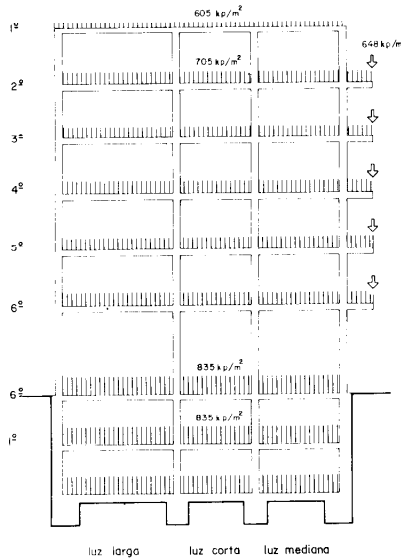 605 kp/m²
1º
648 kp/m
705 kp/m²
2º
3º
4º
5º
6º
835 kp/m²
6º
835 kp/m²
1º
luz larga luz corta luz mediana